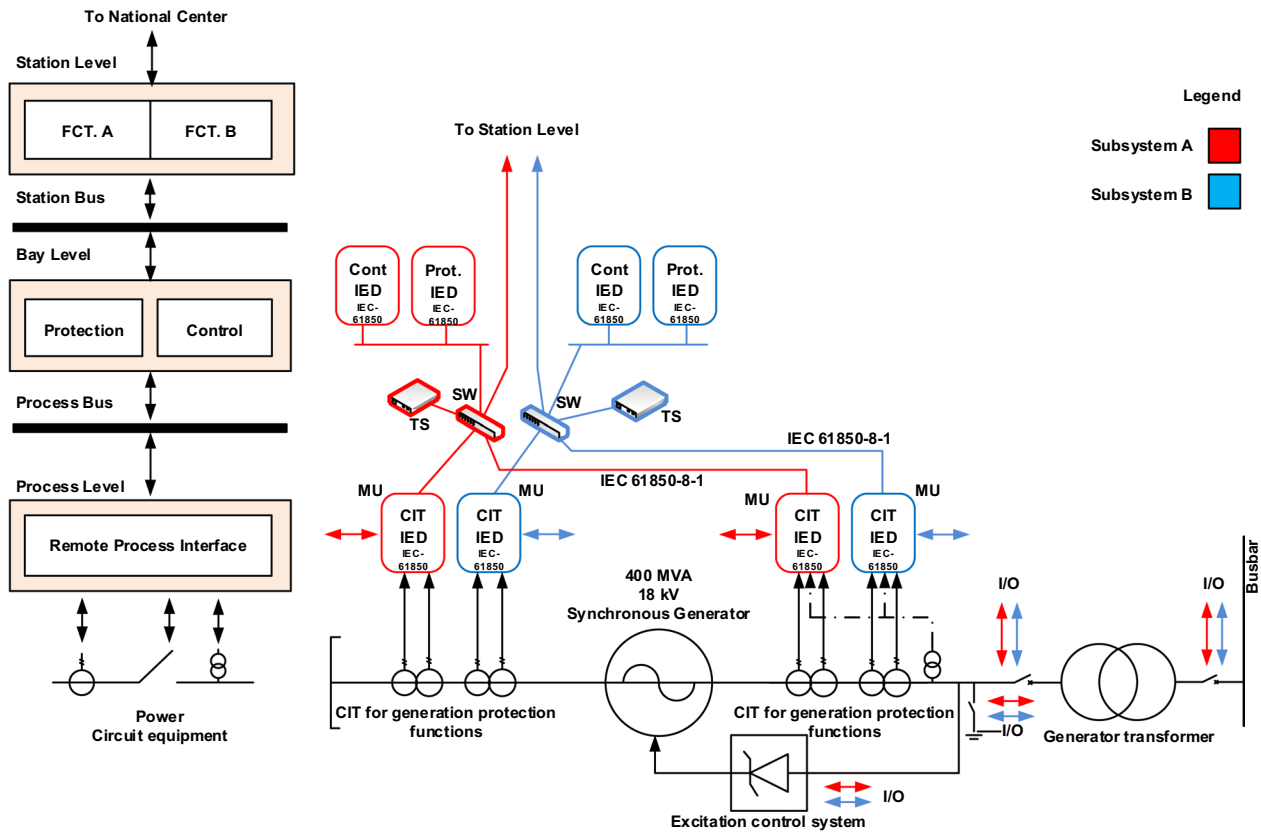 To National Center
Station Level
FCT. A
FCT. B
Station Bus
Bay Level
Protection
Control
Process Bus
Process Level
Remote Process Interface
Power
Circuit equipment
To Station Level
Legend
Subsystem A
Subsystem B
Cont
IED
IEC-
61850
Prot.
IED
IEC-
61850
Cont
IED
IEC-
61850
Prot.
IED
IEC-
61850
SW
TS
SW
TS
IEC 61850-8-1
IEC 61850-8-1
MU
CIT
IED
IEC-
61850
MU
CIT
IED
IEC-
61850
MU
CIT
IED
IEC-
61850
MU
CIT
IED
IEC-
61850
400 MVA
18 kV
Synchronous Generator
CIT for generation protection
functions
CIT for generation protection
functions
I/O
I/O
I/O
Busbar
Generator transformer
I/O
Excitation control system